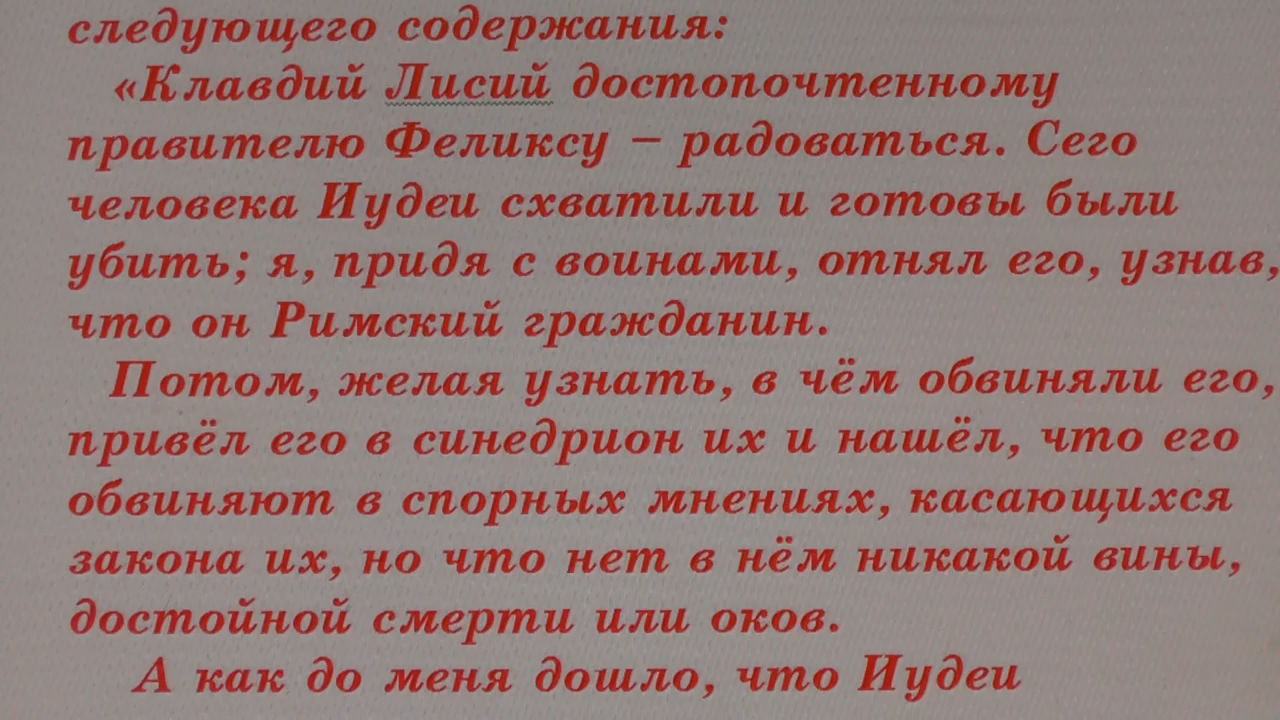 следующего содержания:
«Клавдий Лисий достопочтенному
правителю Феликсу – радоваться. Сего
человека Иудеи схватили и готовы были
убить; я, придя с воинами, отнял его, узнав,
что он Римский гражданин.
Потом, желая узнать, в чём обвиняли его,
привёл его в синедрион их и нашёл, что его
обвиняют в спорных мнениях, касающихся
закона их, но что нет в нём никакой вины,
достойной смерти или оков.
А как до меня дошло, что Иудеи